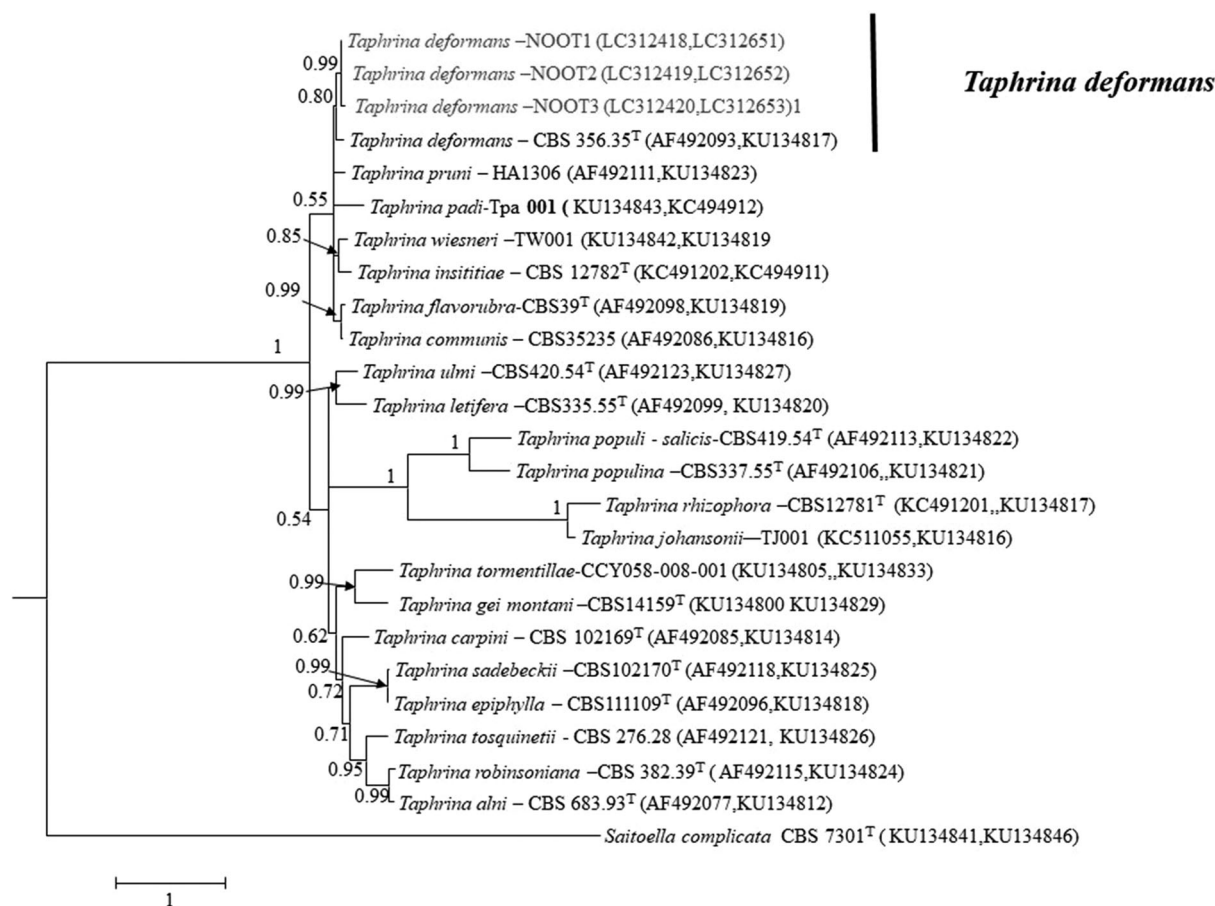 Taphrina deformans –NOOT1 (LC312418,LC312651)
0.99
Taphrina deformans –NOOT2 (LC312419,LC312652)
Taphrina deformans
0.80
Taphrina deformans –NOOT3 (LC312420,LC312653)1
Taphrina deformans – CBS 356.35ᵀ (AF492093,KU134817)
Taphrina pruni – HA1306 (AF492111,KU134823)
0.55
Taphrina padi-Tpa 001 ( KU134843,KC494912)
0.85
Taphrina wiesneri –TW001 (KU134842,KU134819
Taphrina insititiae – CBS 12782ᵀ (KC491202,KC494911)
0.99
Taphrina flavorubra-CBS39ᵀ (AF492098,KU134819)
Taphrina communis – CBS35235 (AF492086,KU134816)
1
Taphrina ulmi –CBS420.54ᵀ (AF492123,KU134827)
0.99
Taphrina letifera –CBS335.55ᵀ (AF492099, KU134820)
Taphrina populi - salicis-CBS419.54ᵀ (AF492113,KU134822)
1
Taphrina populina –CBS337.55ᵀ (AF492106,,KU134821)
1
Taphrina rhizophora –CBS12781ᵀ (KC491201,,KU134817)
1
0.54
Taphrina johansonii—TJ001 (KC511055,KU134816)
Taphrina tormentillae-CCY058-008-001 (KU134805,,KU134833)
0.99
Taphrina gei montani –CBS14159ᵀ (KU134800 KU134829)
0.62
Taphrina carpini – CBS 102169ᵀ (AF492085,KU134814)
0.99
Taphrina sadebeckii –CBS102170ᵀ (AF492118,KU134825)
0.72
Taphrina epiphylla – CBS111109ᵀ (AF492096,KU134818)
0.71
Taphrina tosquinetii - CBS 276.28 (AF492121, KU134826)
0.95
Taphrina robinsoniana –CBS 382.39ᵀ ( AF492115,KU134824)
0.99
Taphrina alni – CBS 683.93ᵀ (AF492077,KU134812)
Saitoella complicata CBS 7301ᵀ ( KU134841,KU134846)
1